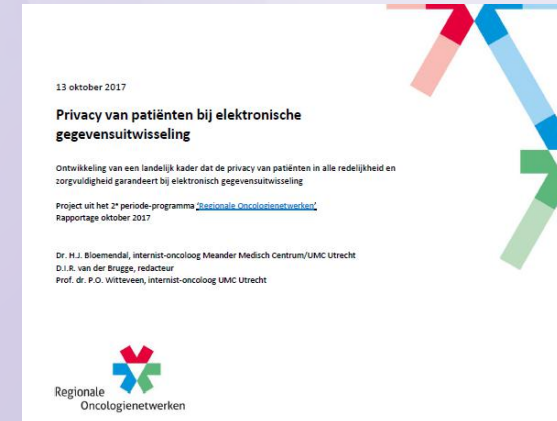 13 oktober 2017
Privacy van patiënten bij elektronische
gegevensuitwisseling
Ontwikkeling van een landelijk kader dat de privacy van patiënten in alle redelijkheid en
zorgvuldigheid garandeert bij elektronisch gegevensuitwisseling
Project uit het 2e periode-programma 'Regionale Oncologienetwerken'
Rapportage oktober 2017
Dr. H.J. Bloemendal, internist-oncoloog Meander Medisch Centrum/UMC Utrecht
D.I.R. van der Brugge, redacteur
Prof. dr. P.O. Witteveen, internist-oncoloog UMC Utrecht
Regionale
Oncologienetwerken